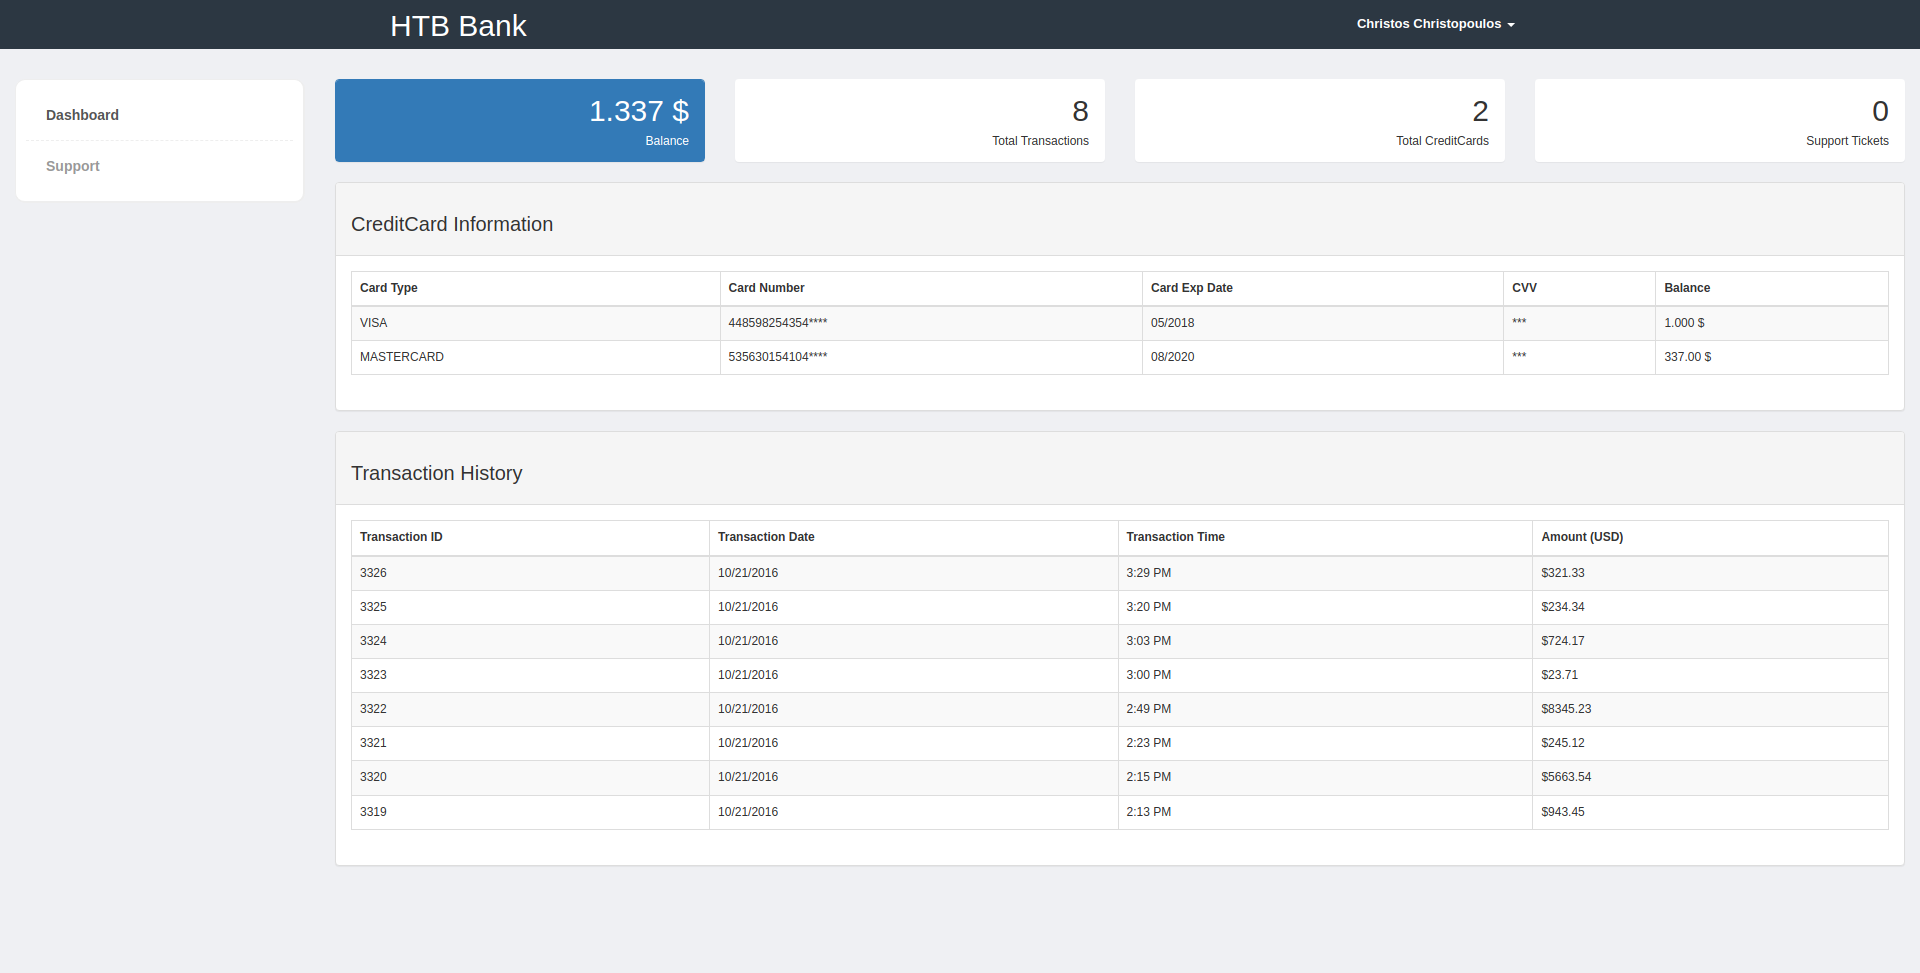 HTB Bank
Christos Christopoulos
Dashboard
Support
1.337 $
Balance
8
Total Transactions
2
Total CreditCards
0
Support Tickets
CreditCard Information
Card Type Card Number Card Exp Date CVV Balance
VISA 448598254354**** 05/2018 *** 1.000 $
MASTERCARD 535630154104**** 08/2020 *** 337.00 $
Transaction History
Transaction ID Transaction Date Transaction Time Amount (USD)
3326 10/21/2016 3:29 PM $321.33
3325 10/21/2016 3:20 PM $234.34
3324 10/21/2016 3:03 PM $724.17
3323 10/21/2016 3:00 PM $23.71
3322 10/21/2016 2:49 PM $8345.23
3321 10/21/2016 2:23 PM $245.12
3320 10/21/2016 2:15 PM $5663.54
3319 10/21/2016 2:13 PM $943.45